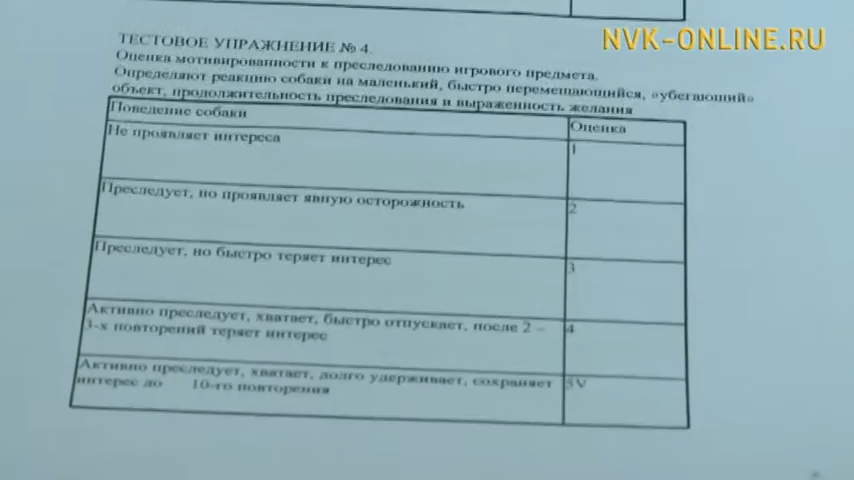 NVK-ONLINE.RU
ТЕСТОВОЕ УПРАЖНЕНИЕ № 4.
Оценка мотивированности к преследованию игрового предмета.
Определяют реакцию собаки на маленький, быстро перемещающийся, «убегающий»
объект, продолжительность преследования и выраженность желания
Поведение собаки Оценка
Не проявляет интереса 1
Преследует, но проявляет явную осторожность 2
Преследует, но быстро теряет интерес 3
Активно преследует, хватает, быстро отпускает, после 2 – 4
3-х повторений теряет интерес
Активно преследует, хватает, долго удерживает, сохраняет 5V
интерес до 10-го повторения